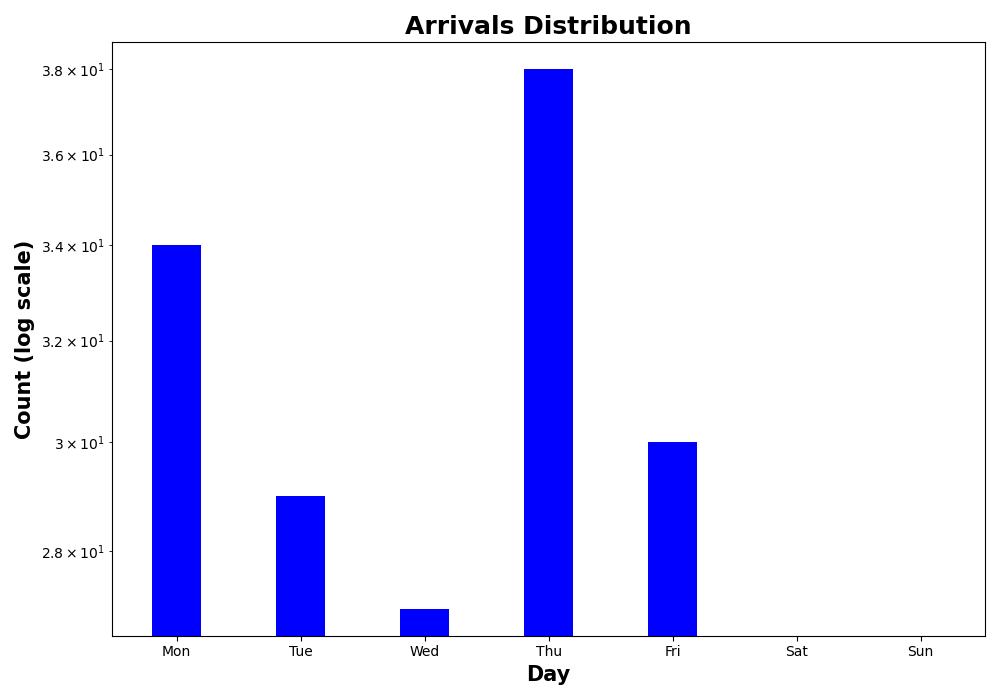 Arrivals Distribution
Count (log scale)
3.8 × 10¹
3.6 × 10¹
3.4 × 10¹
3.2 × 10¹
3 × 10¹
2.8 × 10¹
Mon Tue Wed Thu Fri Sat Sun
Day